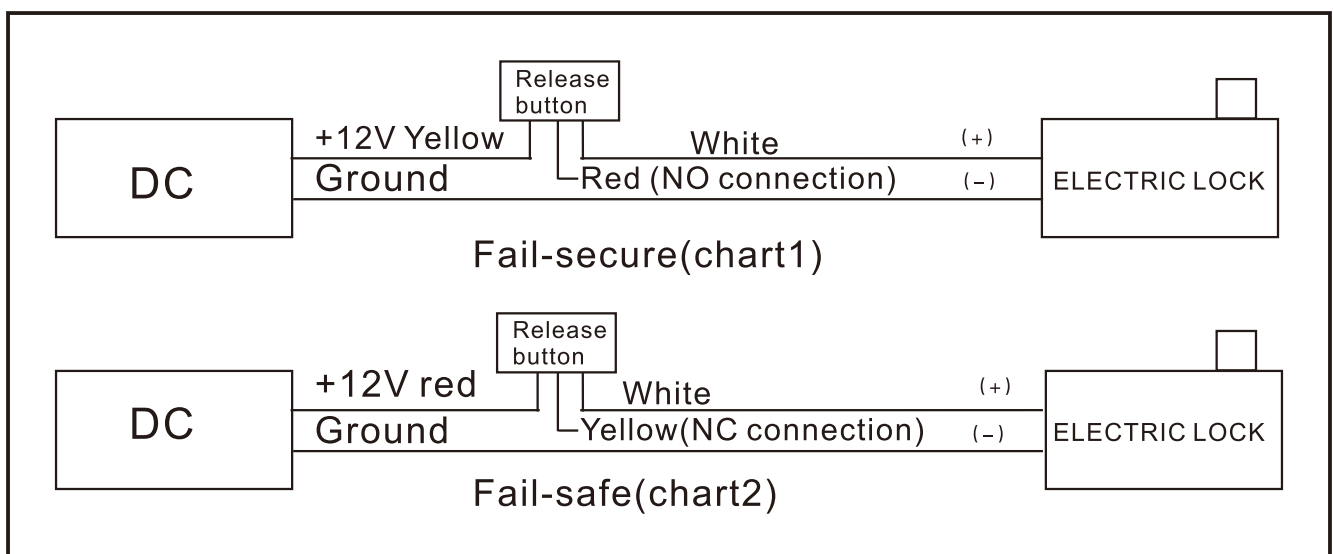 Release
button
+12V Yellow
White
(+)
DC
Ground
Red (NO connection)
(-)
ELECTRIC LOCK
Fail-secure(chart1)
Release
button
+12V red
White
(+)
DC
Ground
Yellow(NC connection)
(-)
ELECTRIC LOCK
Fail-safe(chart2)